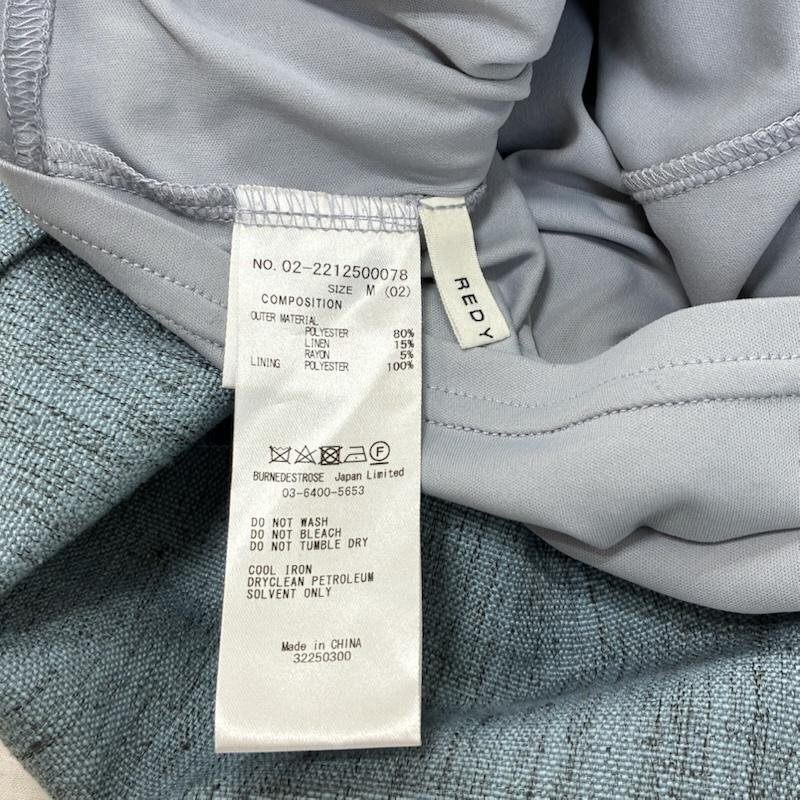 NO. 02-2212500078
SIZE M (02)
COMPOSITION
OUTER MATERIAL
POLYESTER 80%
LINEN 15%
RAYON 5%
LINING POLYESTER 100%
F
BURNEDESTROSE Japan Limited
03-6400-5653
DO NOT WASH
DO NOT BLEACH
DO NOT TUMBLE DRY
COOL IRON
DRYCLEAN PETROLEUM
SOLVENT ONLY
Made in CHINA
32250300
REDY